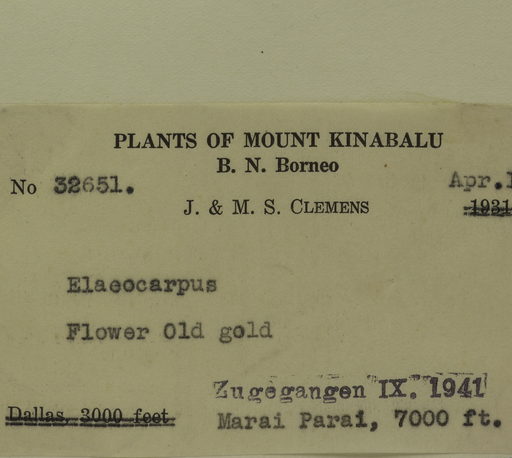 PLANTS OF MOUNT KINABALU
B. N. Borneo
No 32651.
Apr.1
1931
J. & M. S. CLEMENS
Elaeocarpus
Flower Old gold
Zugegangen IX. 1941
Dallas, 3000 feet
Marai Parai, 7000 ft.